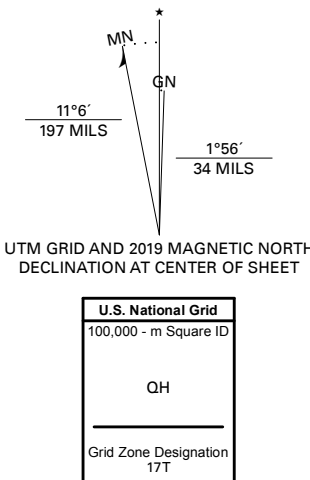 ★
MN
GN
11°6´
197 MILS
1°56´
34 MILS
UTM GRID AND 2019 MAGNETIC NORTH
DECLINATION AT CENTER OF SHEET
U.S. National Grid
100,000 - m Square ID
QH
Grid Zone Designation
17T